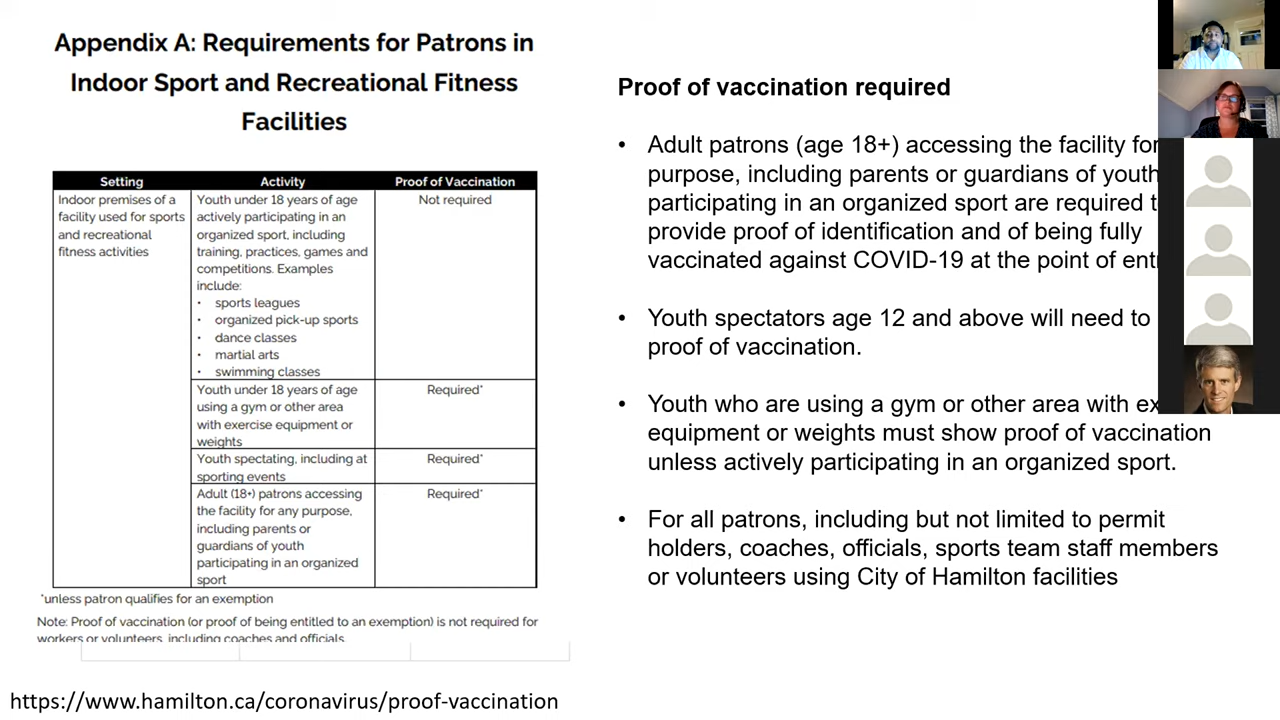 Appendix A: Requirements for Patrons in
Indoor Sport and Recreational Fitness
Facilities
Setting Activity Proof of Vaccination
Indoor premises of a
facility used for sports
and recreational
fitness activities
Youth under 18 years of age
actively participating in an
organized sport, including
training, practices, games and
competitions. Examples
include:
• sports leagues
• organized pick-up sports
• dance classes
• martial arts
• swimming classes
Not required
Youth under 18 years of age
using a gym or other area
with exercise equipment or
weights
Required*
Youth spectating, including at
sporting events
Required*
Adult (18+) patrons accessing
the facility for any purpose,
including parents or
guardians of youth
participating in an organized
sport
Required*
*unless patron qualifies for an exemption
Note: Proof of vaccination (or proof of being entitled to an exemption) is not required for
workers or volunteers, including coaches and officials.
https://www.hamilton.ca/coronavirus/proof-vaccination
Proof of vaccination required
• Adult patrons (age 18+) accessing the facility for
purpose, including parents or guardians of youth
participating in an organized sport are required
provide proof of identification and of being fully
vaccinated against COVID-19 at the point of
• Youth spectators age 12 and above will need to
proof of vaccination.
• Youth who are using a gym or other area with
equipment or weights must show proof of vaccination
unless actively participating in an organized sport.
• For all patrons, including but not limited to permit
holders, coaches, officials, sports team staff members
or volunteers using City of Hamilton facilities